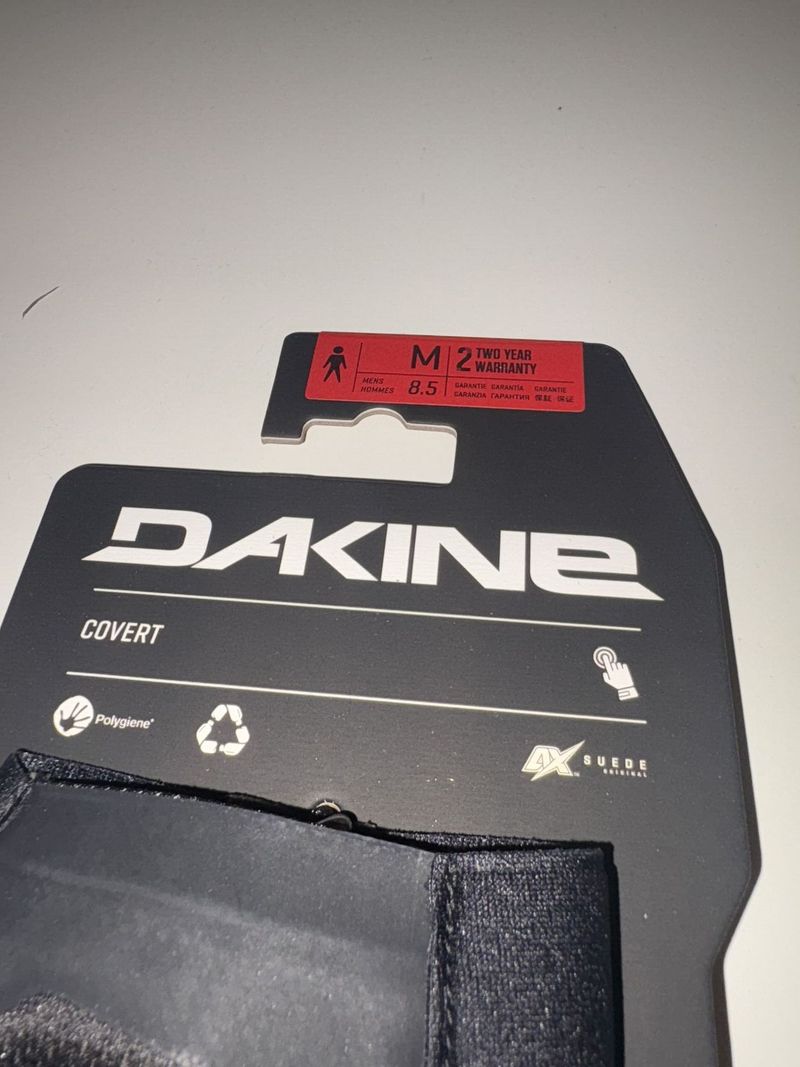 M
MENS
HOMMES
8.5
2 TWO YEAR
WARRANTY
GARANTIE GARANTÍA GARANTIE
GARANZIA ГАРАНТИЯ 保証 保证
DAKINE
COVERT
Polygiene®
4X
SUEDE
ORIGINAL